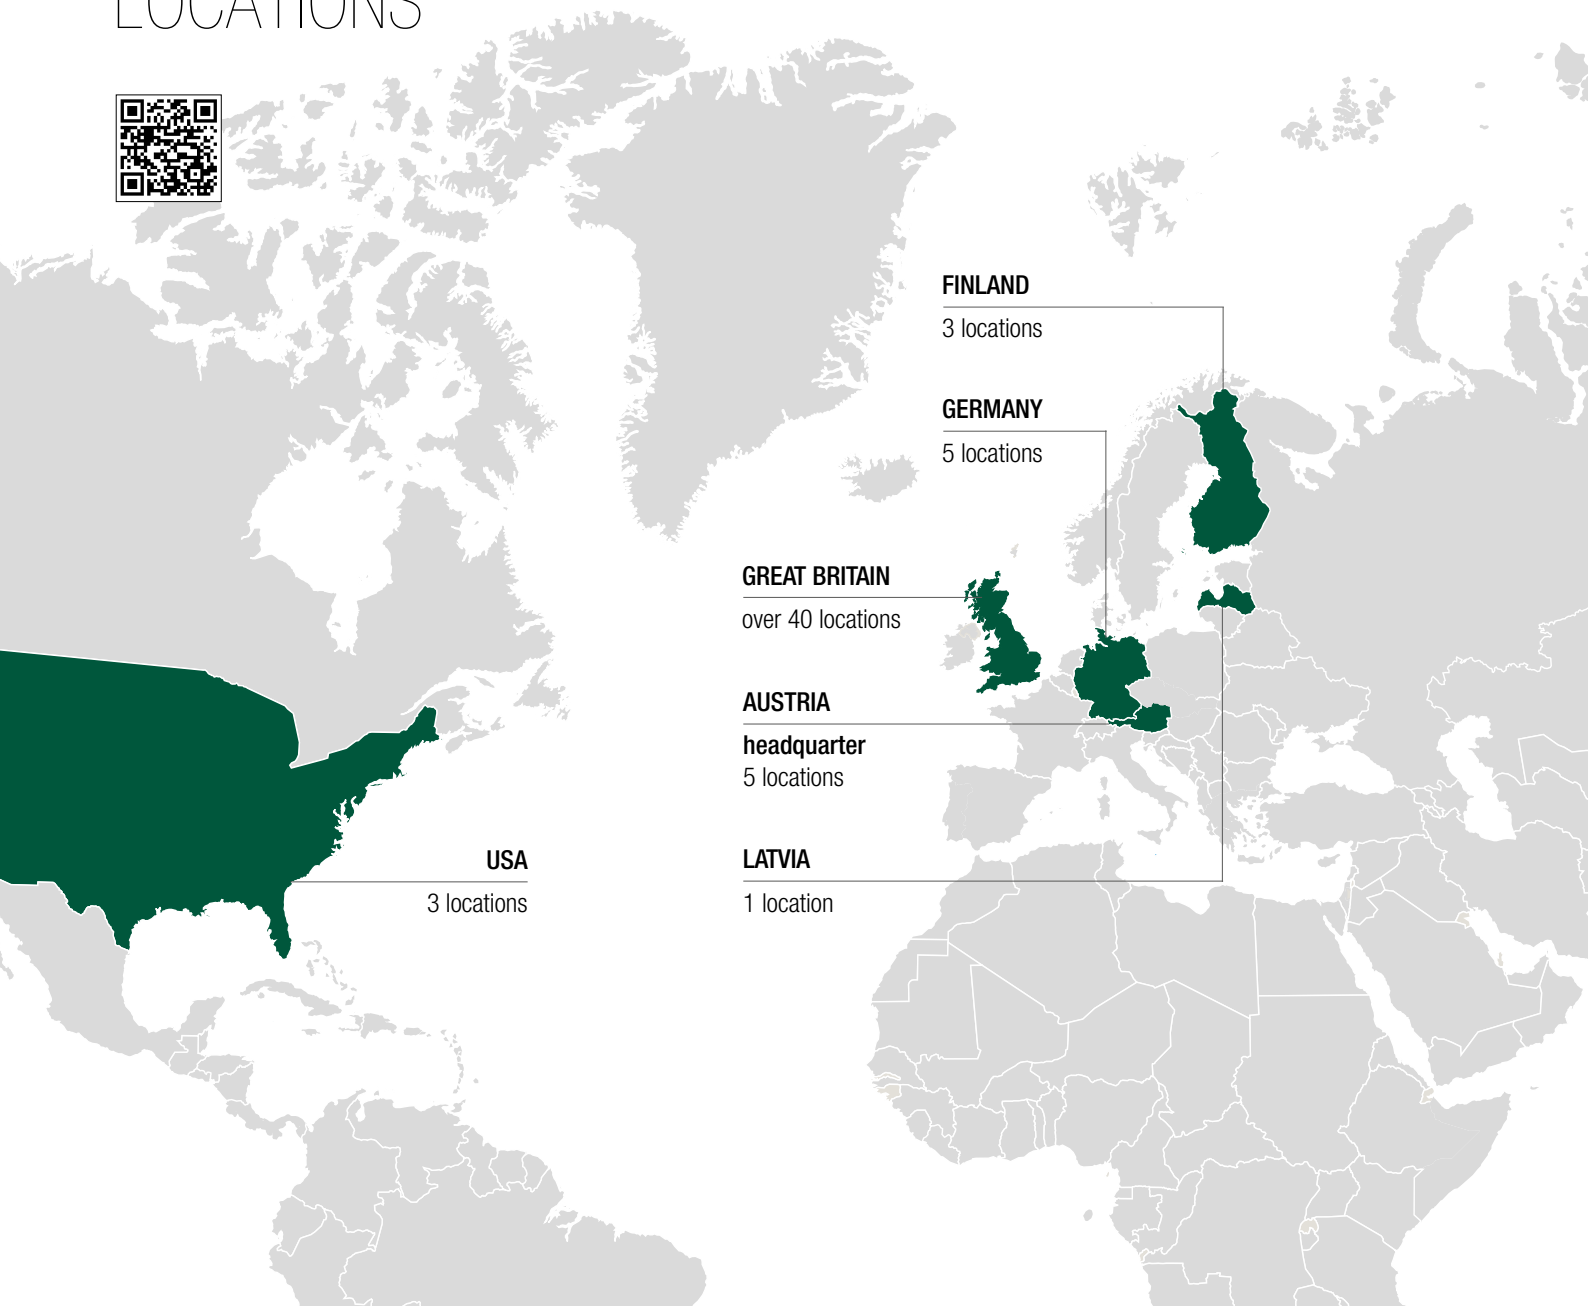 LOCATIONS
FINLAND
3 locations
GERMANY
5 locations
GREAT BRITAIN
over 40 locations
AUSTRIA
headquarter
5 locations
USA
3 locations
LATVIA
1 location